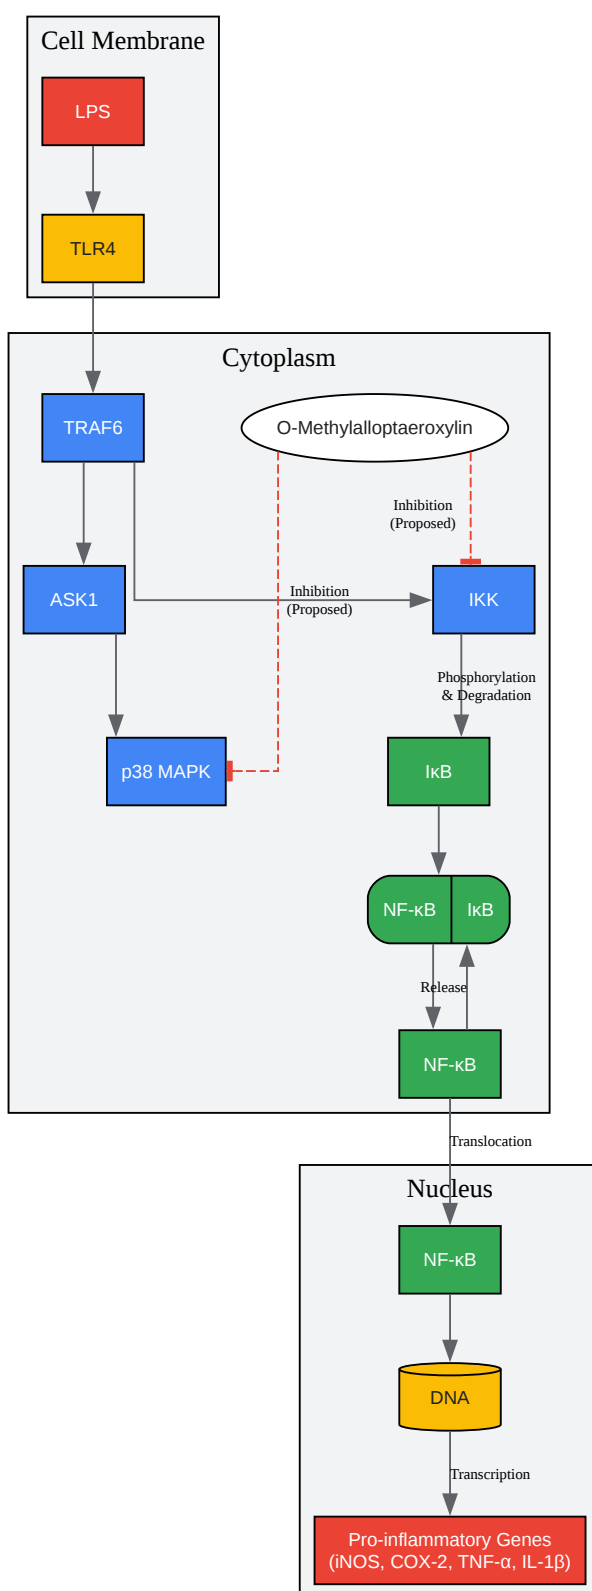 Cell Membrane
LPS
TLR4
Cytoplasm
TRAF6
O-Methylalloptaeroxylin
Inhibition
(Proposed)
ASK1
Inhibition
(Proposed)
IKK
Phosphorylation
& Degradation
p38 MAPK
IκB
NF-κB
IκB
Release
NF-κB
Translocation
Nucleus
NF-κB
DNA
Transcription
Pro-inflammatory Genes
(iNOS, COX-2, TNF-α, IL-1β)